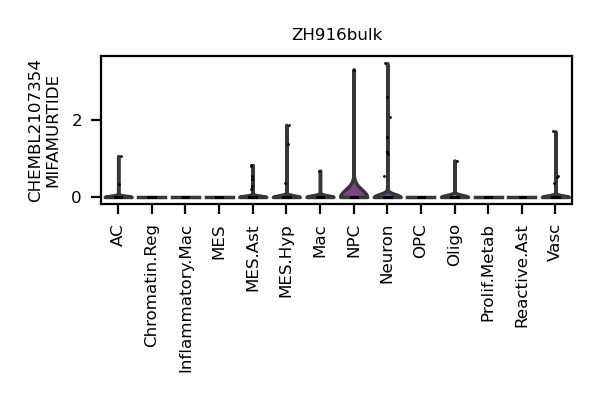 ZH916bulk
CHEMBL2107354
MIFAMURTIDE
2
0
AC
Chromatin.Reg
Inflammatory.Mac
MES
MES.Ast
MES.Hyp
Mac
NPC
Neuron
OPC
Oligo
Prolif.Metab
Reactive.Ast
Vasc